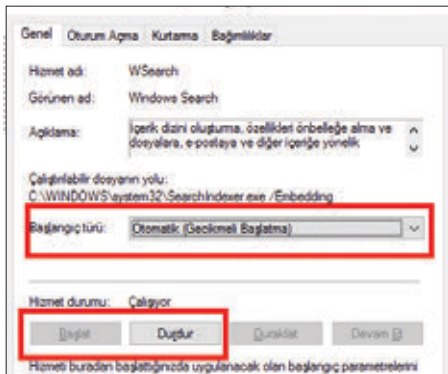 Genel Oturum Açma Kurtarma Bağımlılıklar
Hizmet adı: WSearch
Görünen ad: Windows Search
Açıklama: İçerik dizini oluşturma, özellikleri önbelleğe alma ve
dosyalara, e-postaya ve diğer içeriğe yönelik
Çalıştırılabilir dosyanın yolu:
C:\WINDOWS\system32\SearchIndexer.exe /Embedding
Başlangıç türü: Otomatik (Gecikmeli Başlatma)
Hizmet durumu: Çalışıyor
Başlat Durdur Duraklat Devam Et
Hizmeti buradan başlattığınızda uygulanacak olan başlangıç parametrelerini